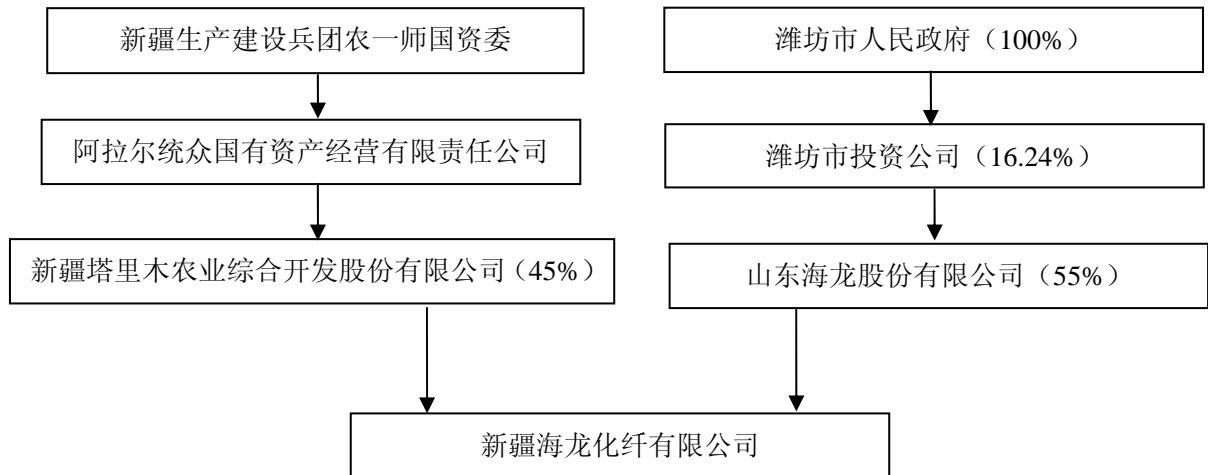 新疆生产建设兵团农一师国资委
潍坊市人民政府（100%）
阿拉尔统众国有资产经营有限责任公司
潍坊市投资公司（16.24%）
新疆塔里木农业综合开发股份有限公司（45%）
山东海龙股份有限公司（55%）
新疆海龙化纤有限公司